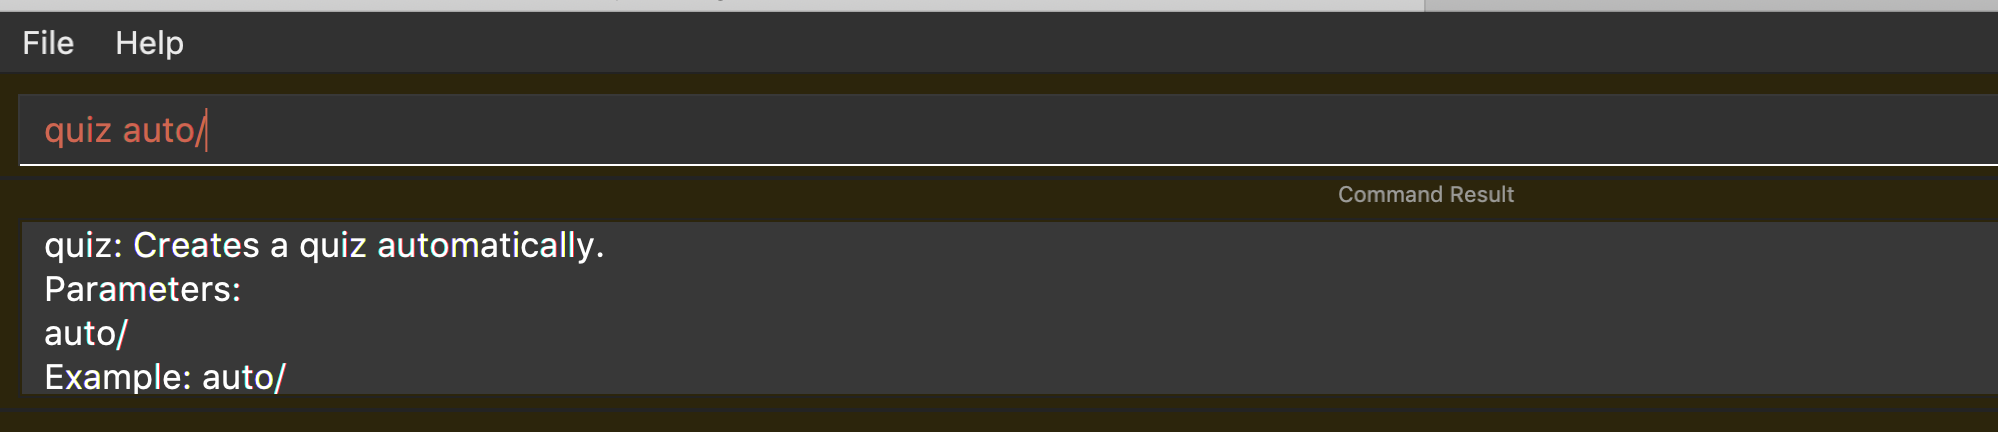 File Help
quiz auto/
Command Result
quiz: Creates a quiz automatically.
Parameters:
auto/
Example: auto/